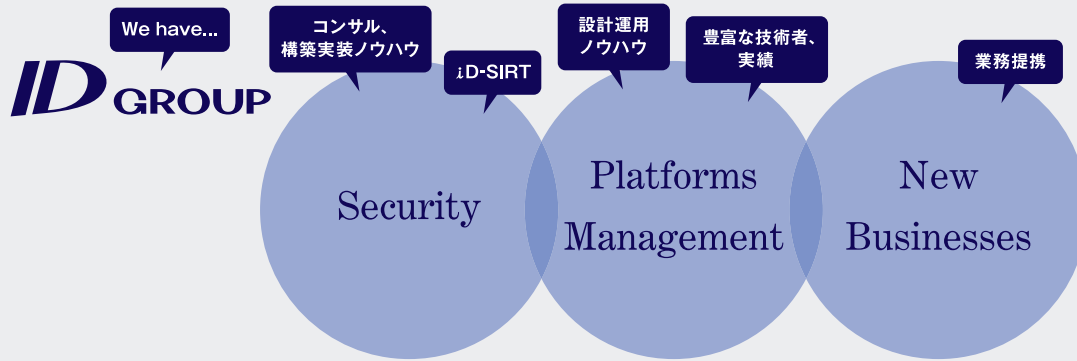 We have...
ID GROUP
コンサル、
構築実装ノウハウ
iD-SIRT
設計運用
ノウハウ
豊富な技術者、
実績
業務提携
Security
Platforms
Management
New
Businesses